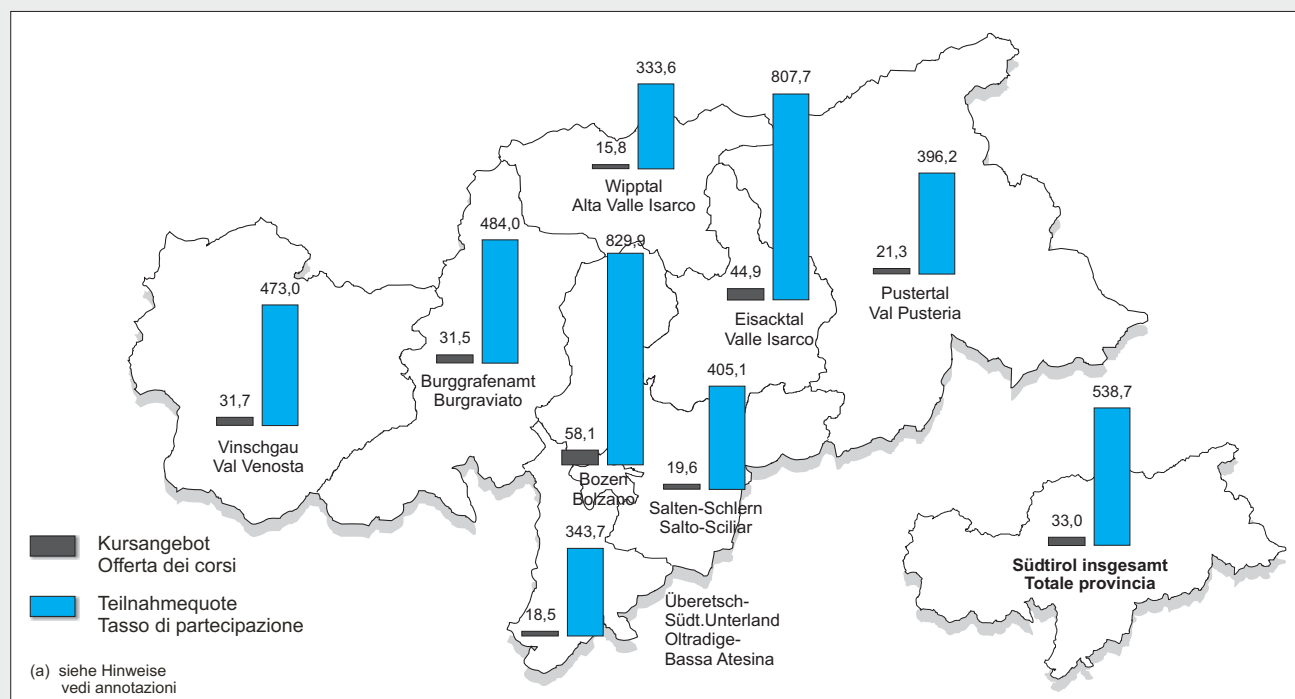 333,6
15,8
Wipptal
Alta Valle Isarco
807,7
44,9
Eisacktal
Valle Isarco
396,2
21,3
Pustertal
Val Pusteria
484,0
31,5
Burggrafenamt
Burgraviato
473,0
31,7
Vinschgau
Val Venosta
829,9
58,1
Bozen
Bolzano
405,1
19,6
Salten-Schlern
Salto-Sciliar
343,7
18,5
Überetsch-
Südt.Unterland
Oltradige-
Bassa Atesina
538,7
33,0
Südtirol insgesamt
Totale provincia
Kursangebot
Offerta dei corsi
Teilnahmequote
Tasso di partecipazione
(a) siehe Hinweise
vedi annotazioni